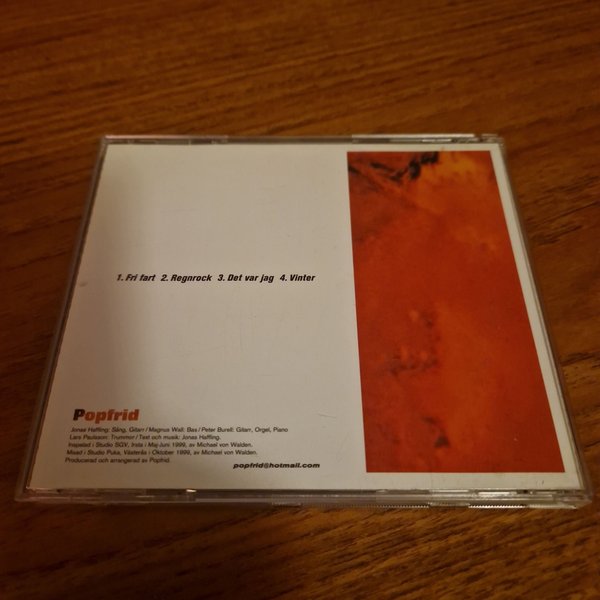 1. Fri fart 2. Regnrock 3. Det var jag 4. Vinter
Popfrid
Jonas Haffling: Sång, Gitarr / Magnus Wall: Bas / Peter Burell: Gitarr, Orgel, Piano
Lars Paulsson: Trummor / Text och musik: Jonas Haffling.
Inspelad i Studio SGV, Irsta i Maj-Juni 1999, av Michael von Walden.
Mixad i Studio Puka, Västerås i Oktober 1999, av Michael von Walden.
Producerad och arrangerad av Popfrid.
popfrid@hotmail.com